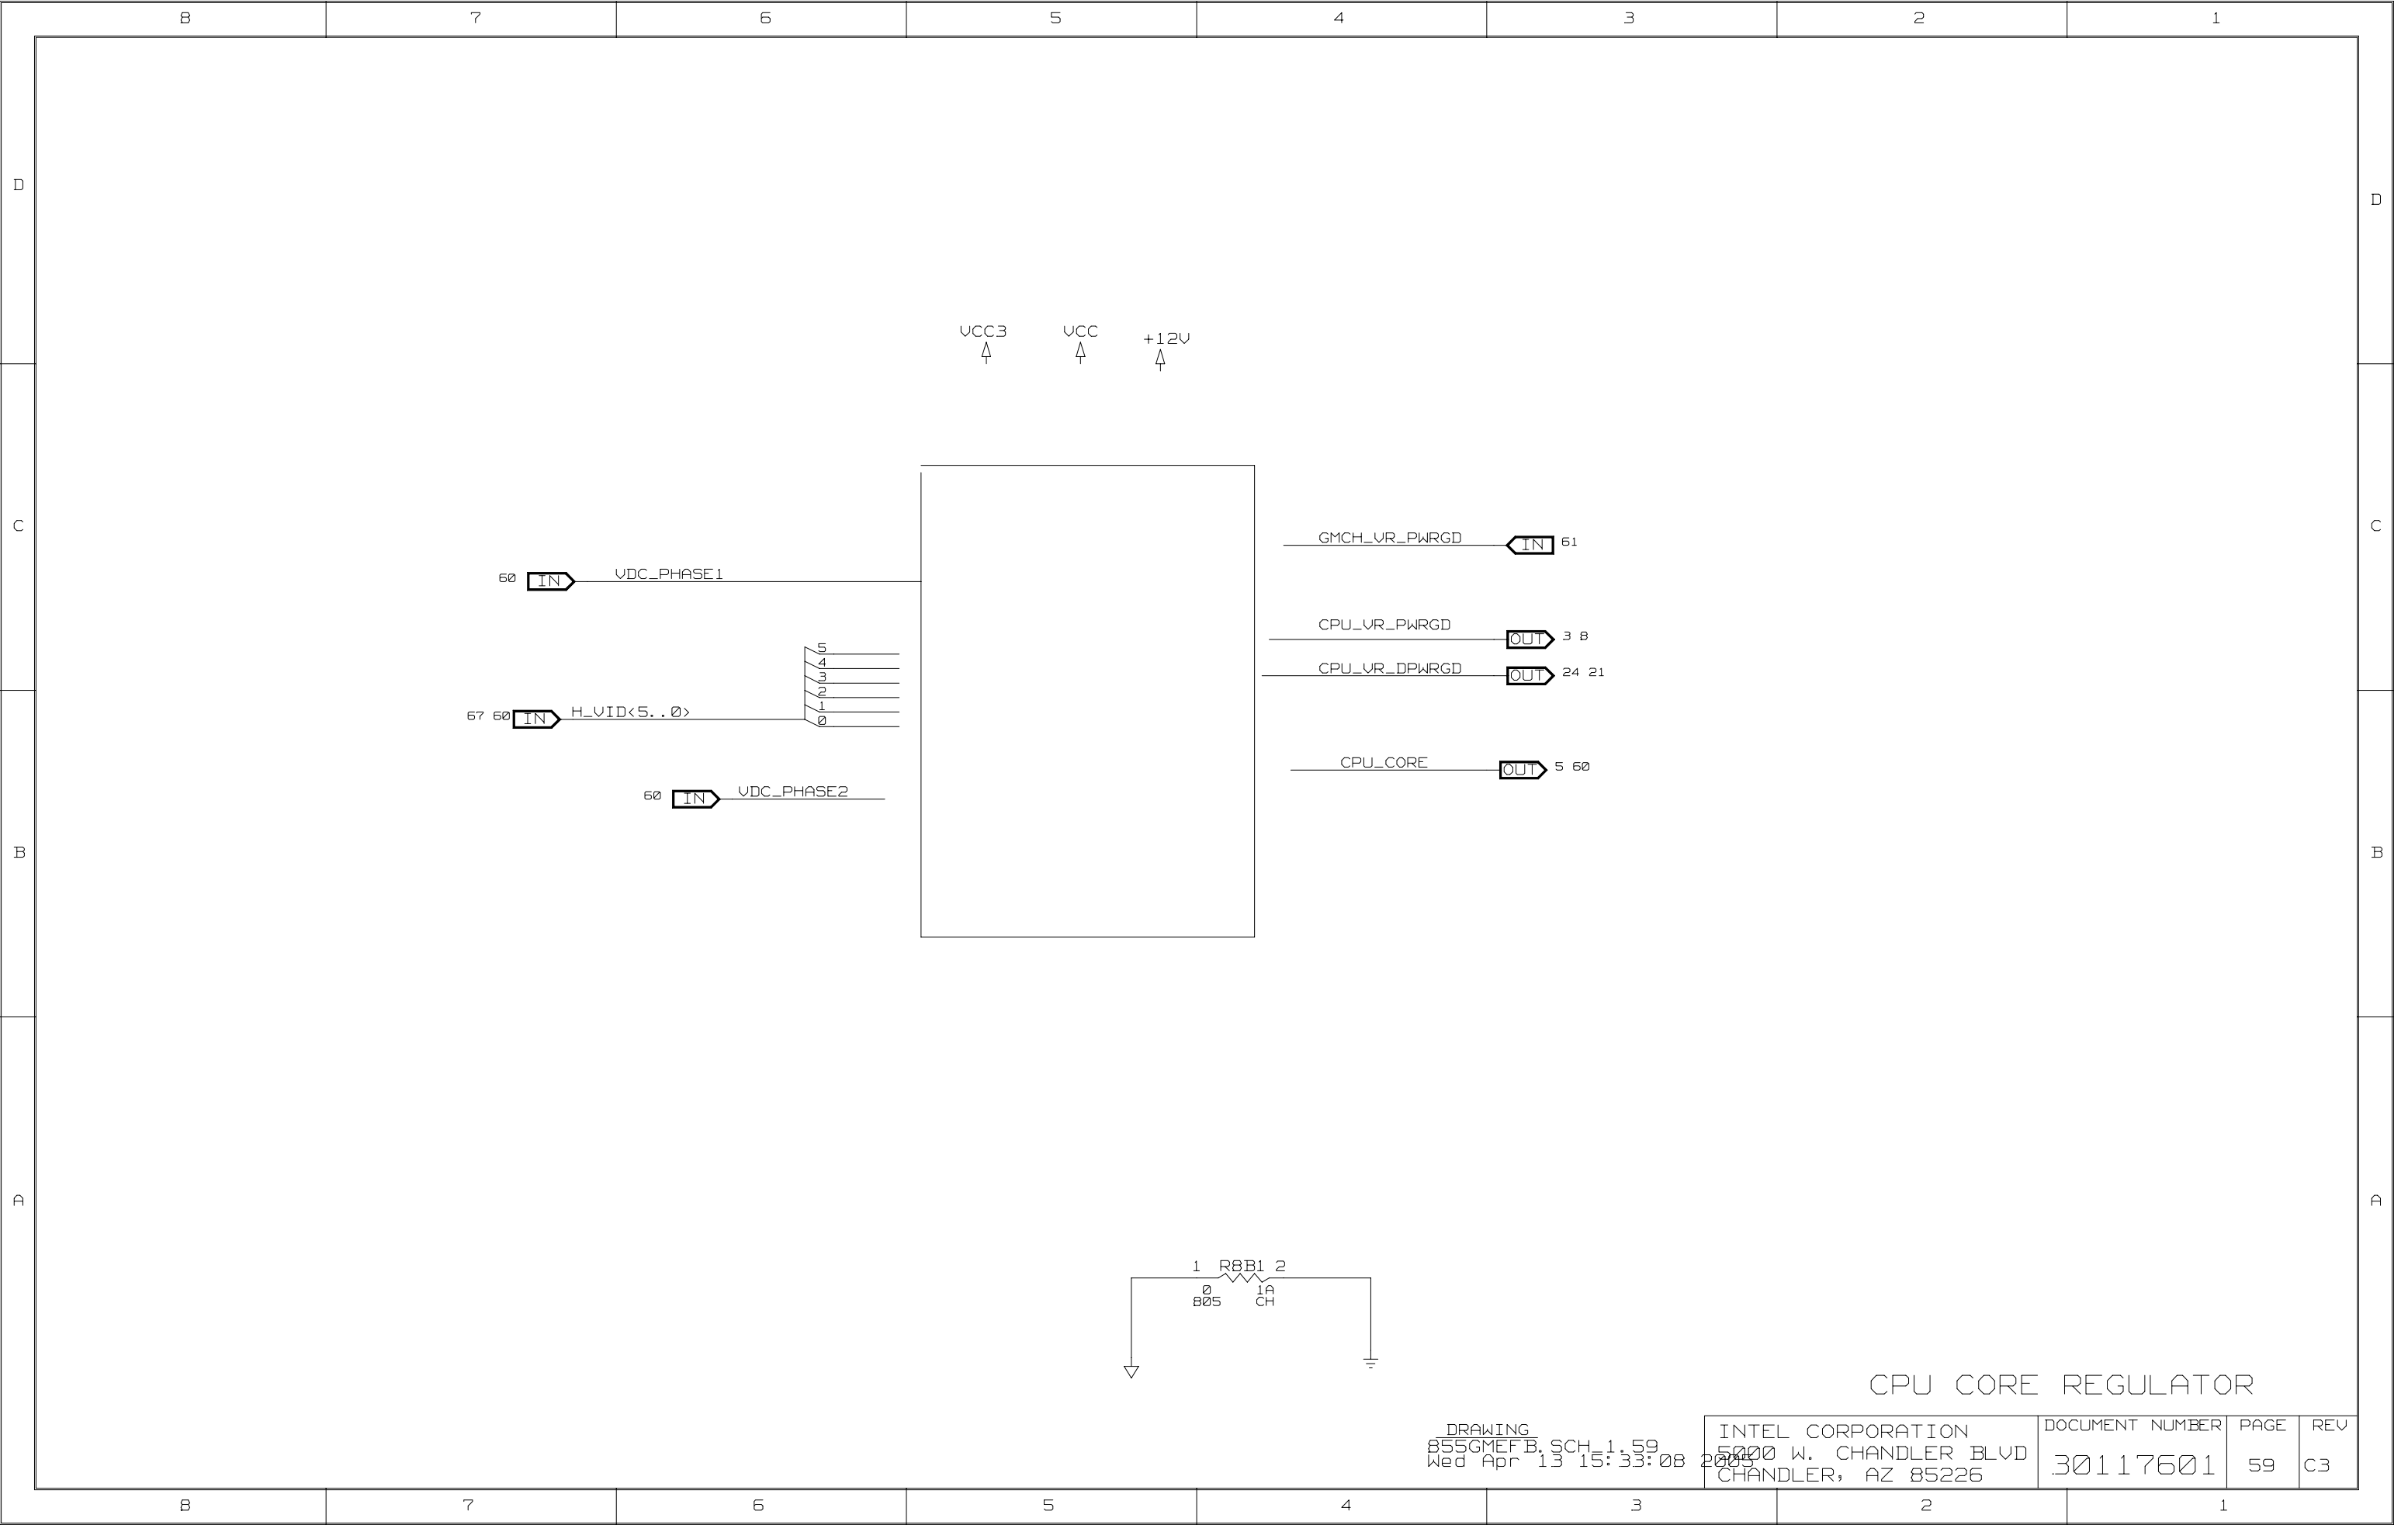 8 7 6 5 4 3 2 1
D D
VCC3 VCC +12V
C C
GMCH_VR_PWRGD IN 61
60 IN VDC_PHASE1
CPU_VR_PWRGD OUT 3 8
5
4
CPU_VR_DPWRGD OUT 24 21
3
2
1
67 60 IN H_VID<5..0>
0
CPU_CORE OUT 5 60
60 IN VDC_PHASE2
B B
A A
1 R8B1 2
0 1A
805 CH
CPU CORE REGULATOR
DRAWING
855GMEFB.SCH_1.59
Wed Apr 13 15:33:08 2005
INTEL CORPORATION
5000 W. CHANDLER BLVD
CHANDLER, AZ 85226
DOCUMENT NUMBER PAGE REV
30117601 59 C3
8 7 6 5 4 3 2 1